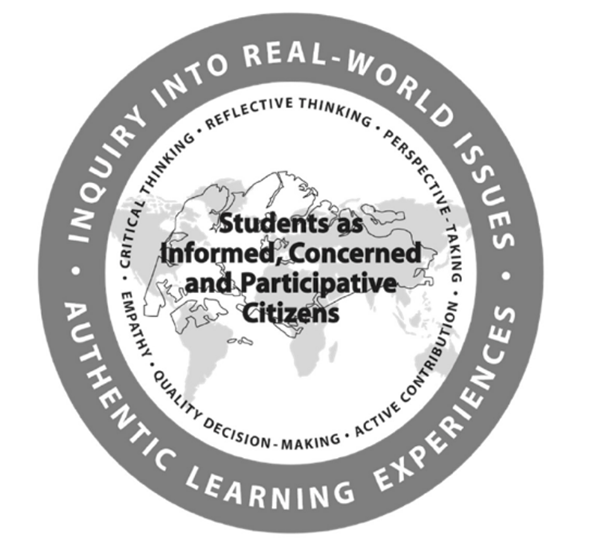 • INQUIRY INTO REAL-WORLD ISSUES •
AUTHENTIC LEARNING EXPERIENCES
• CRITICAL THINKING • REFLECTIVE THINKING • PERSPECTIVE-TAKING •
EMPATHY • QUALITY DECISION-MAKING • ACTIVE CONTRIBUTION
Students as
Informed, Concerned
and Participative
Citizens